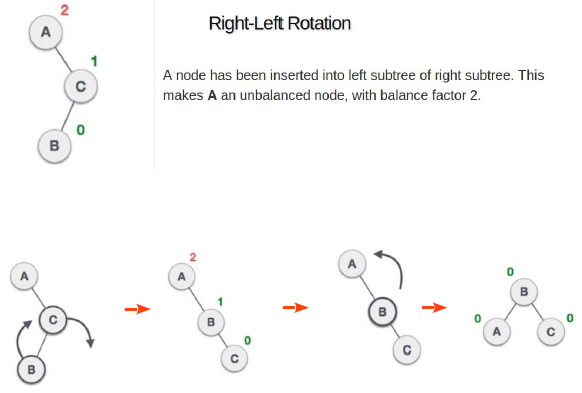 2
Right-Left Rotation
A
1
C
A node has been inserted into left subtree of right subtree. This
makes A an unbalanced node, with balance factor 2.
0
B
A
C
B
2
A
1
B
0
C
A
B
C
0
B
0
A
0
C